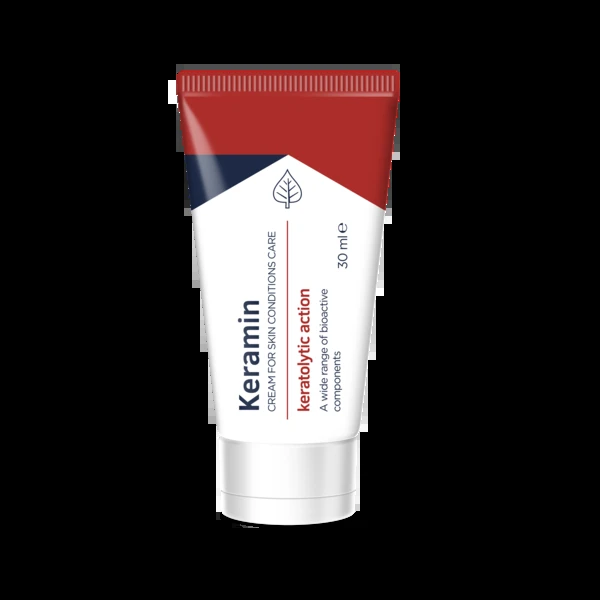 Keramin
CREAM FOR SKIN CONDITIONS CARE
keratolytic action
A wide range of bioactive
components
30 ml ℮